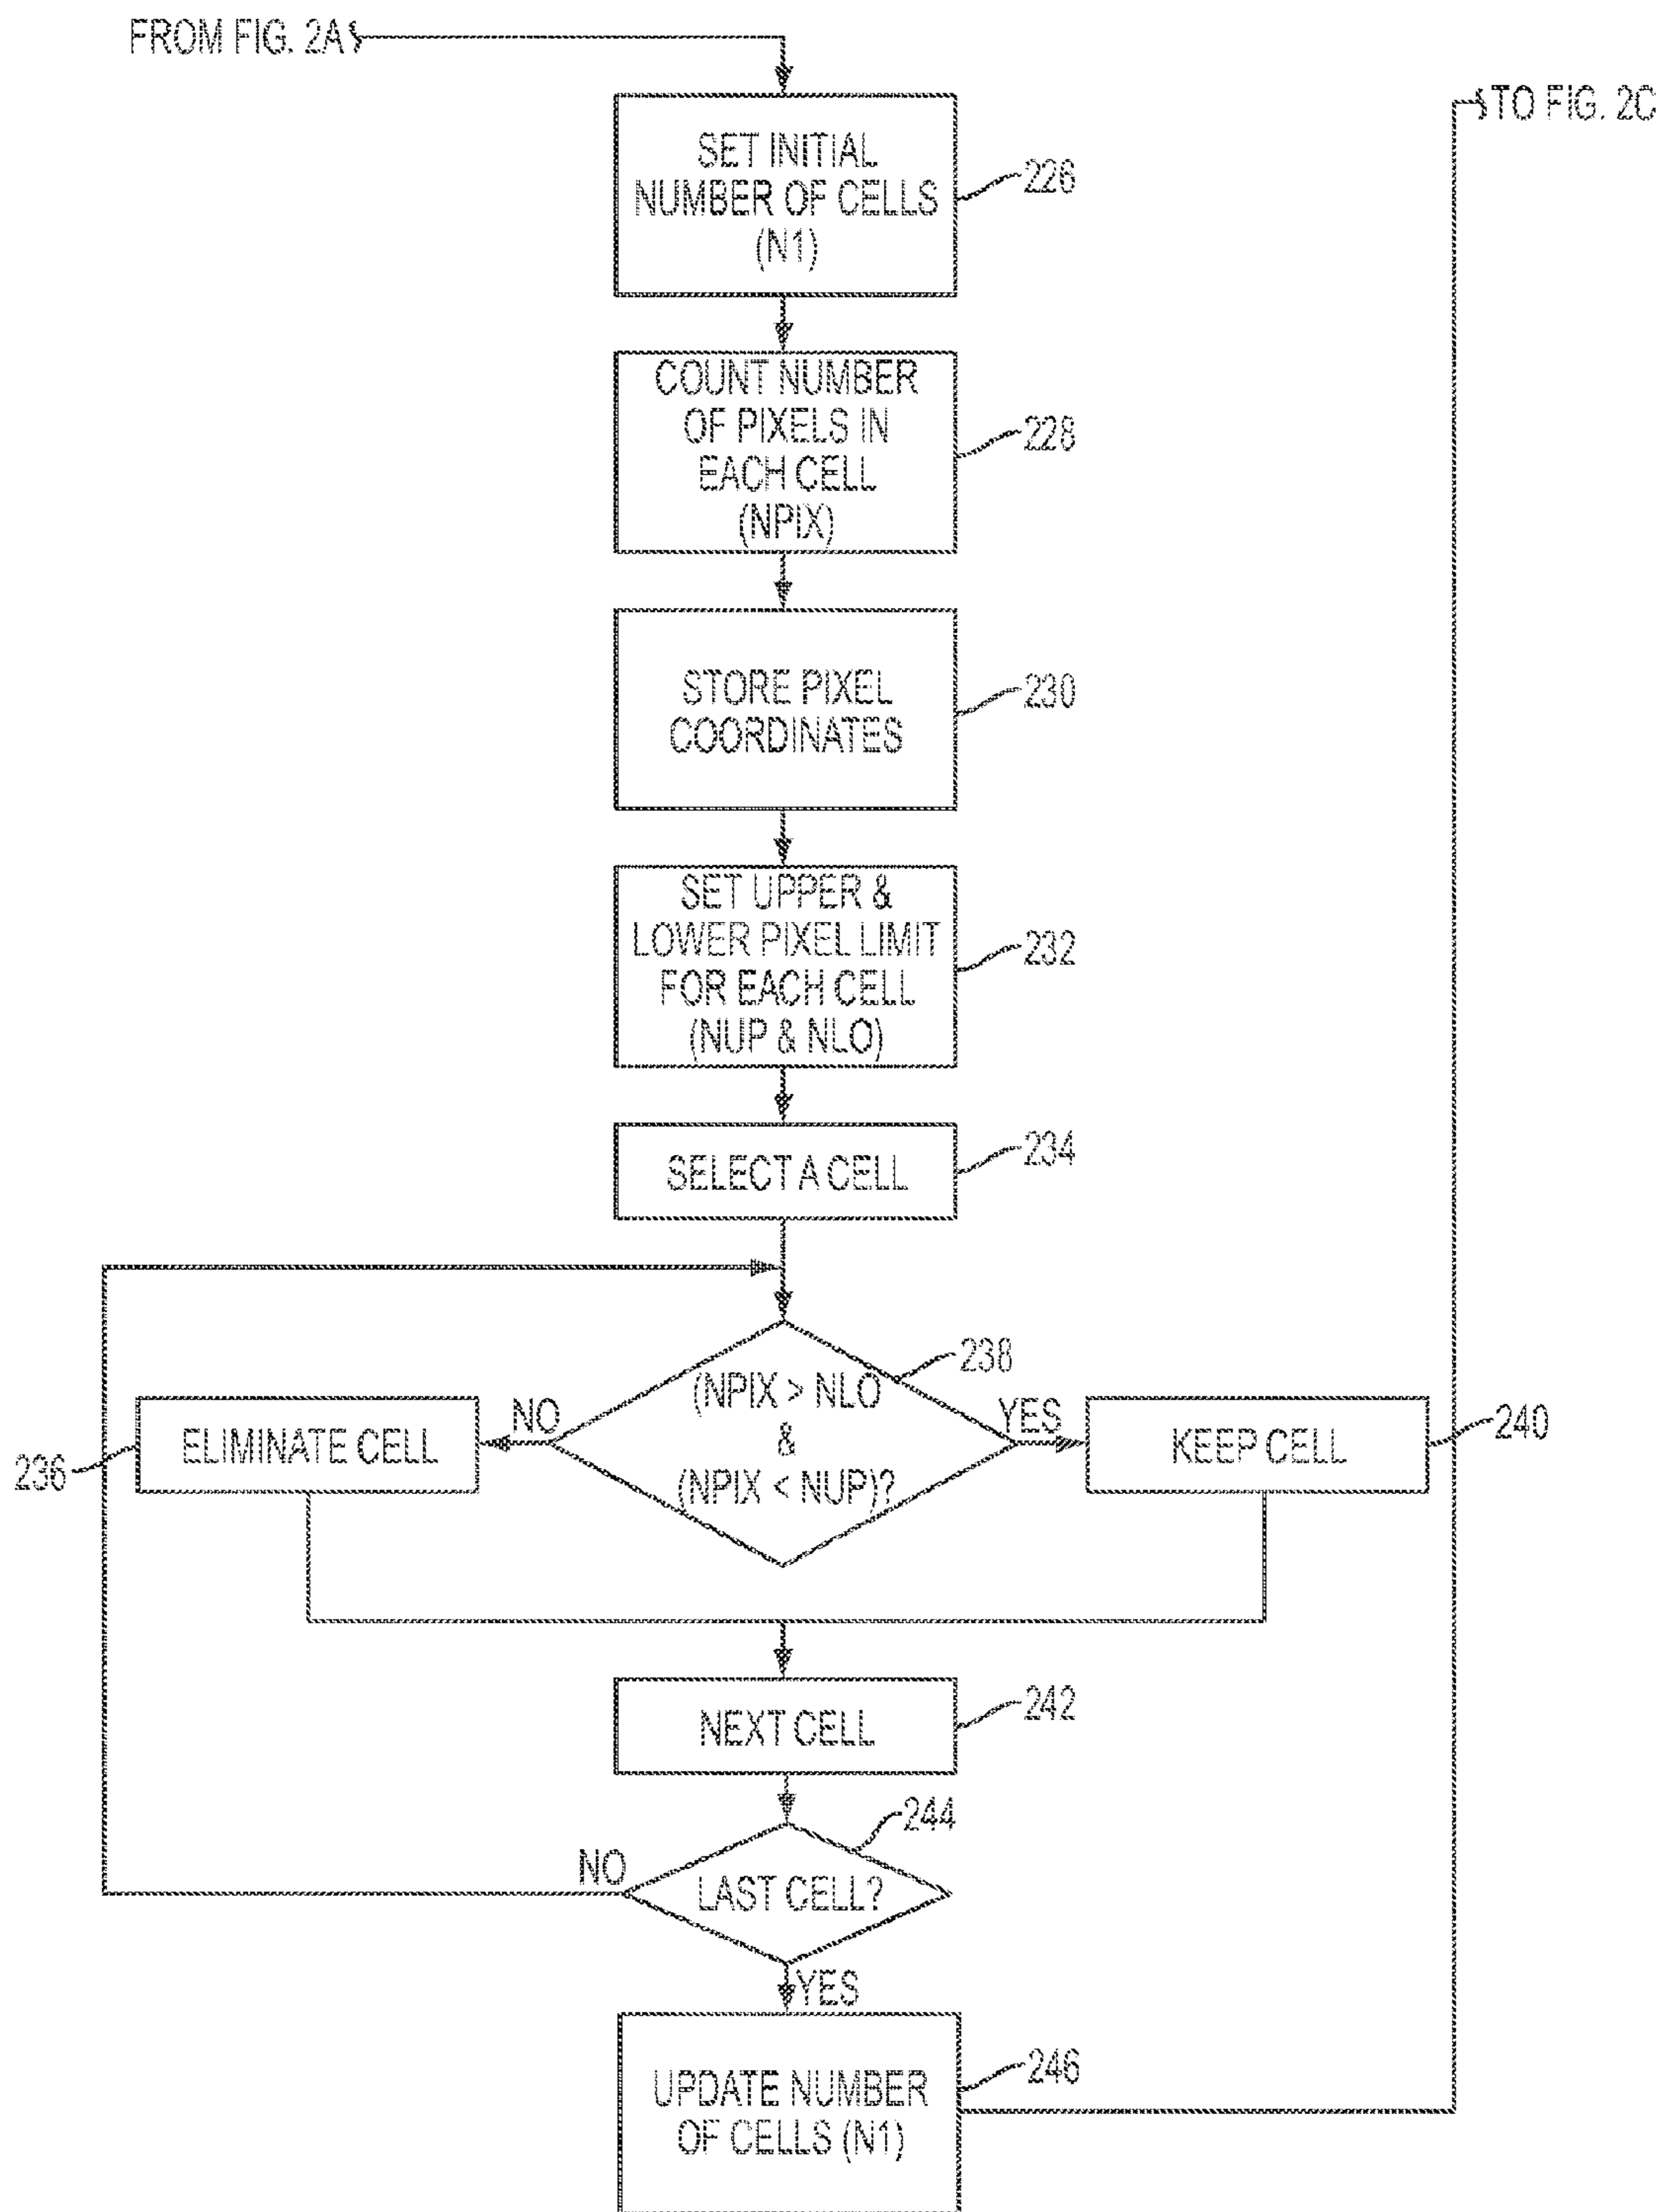 FROM FIG. 2A
TO FIG. 2C
SET INITIAL
NUMBER OF CELLS
(N1)
226
COUNT NUMBER
OF PIXELS IN
EACH CELL
(NPIX)
228
STORE PIXEL
COORDINATES
230
SET UPPER &
LOWER PIXEL LIMIT
FOR EACH CELL
(NUP & NLO)
232
SELECT A CELL
234
238
(NPIX > NLO
&
(NPIX < NUP)?
NO
YES
ELIMINATE CELL
236
KEEP CELL
240
NEXT CELL
242
244
LAST CELL?
NO
YES
UPDATE NUMBER
OF CELLS (N1)
246